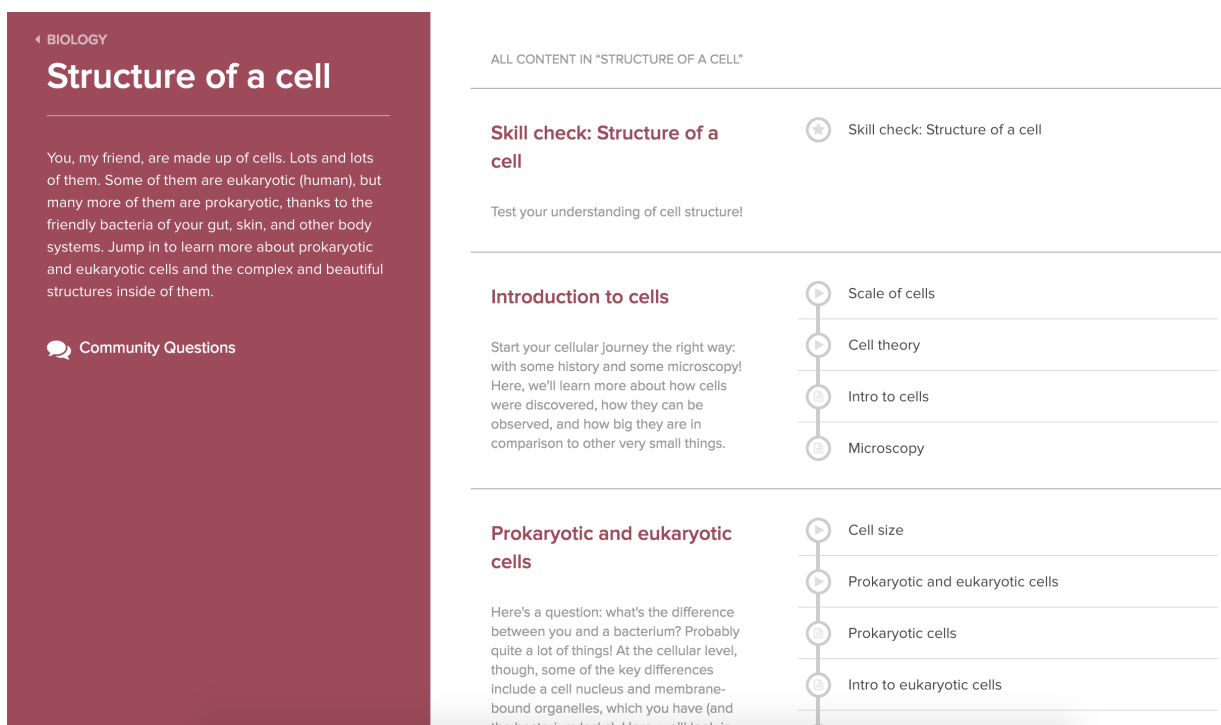 BIOLOGY
Structure of a cell
You, my friend, are made up of cells. Lots and lots
of them. Some of them are eukaryotic (human), but
many more of them are prokaryotic, thanks to the
friendly bacteria of your gut, skin, and other body
systems. Jump in to learn more about prokaryotic
and eukaryotic cells and the complex and beautiful
structures inside of them.
Community Questions
ALL CONTENT IN “STRUCTURE OF A CELL”
Skill check: Structure of a
cell
Test your understanding of cell structure!
Skill check: Structure of a cell
Introduction to cells
Start your cellular journey the right way:
with some history and some microscopy!
Here, we'll learn more about how cells
were discovered, how they can be
observed, and how big they are in
comparison to other very small things.
Scale of cells
Cell theory
Intro to cells
Microscopy
Prokaryotic and eukaryotic
cells
Here's a question: what's the difference
between you and a bacterium? Probably
quite a lot of things! At the cellular level,
though, some of the key differences
include a cell nucleus and membrane-
bound organelles, which you have (and
Cell size
Prokaryotic and eukaryotic cells
Prokaryotic cells
Intro to eukaryotic cells